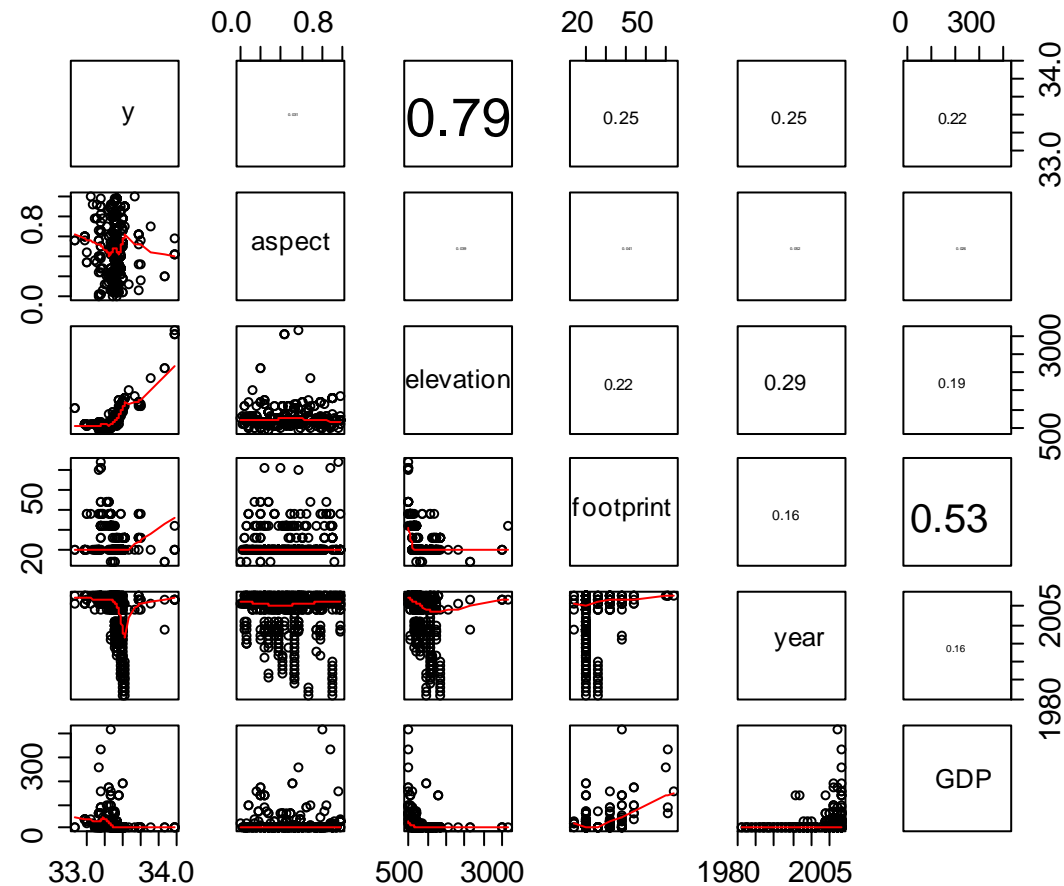 0.0 0.8 20 50 0 300
y 0.79 0.25 0.25 0.22 33.0 34.0
0.0 0.8 aspect
elevation 0.22 0.29 0.19 500 3000
20 50 footprint 0.16 0.53
year 0.16 1980 2005
0 300 GDP
33.0 34.0 500 3000 1980 2005